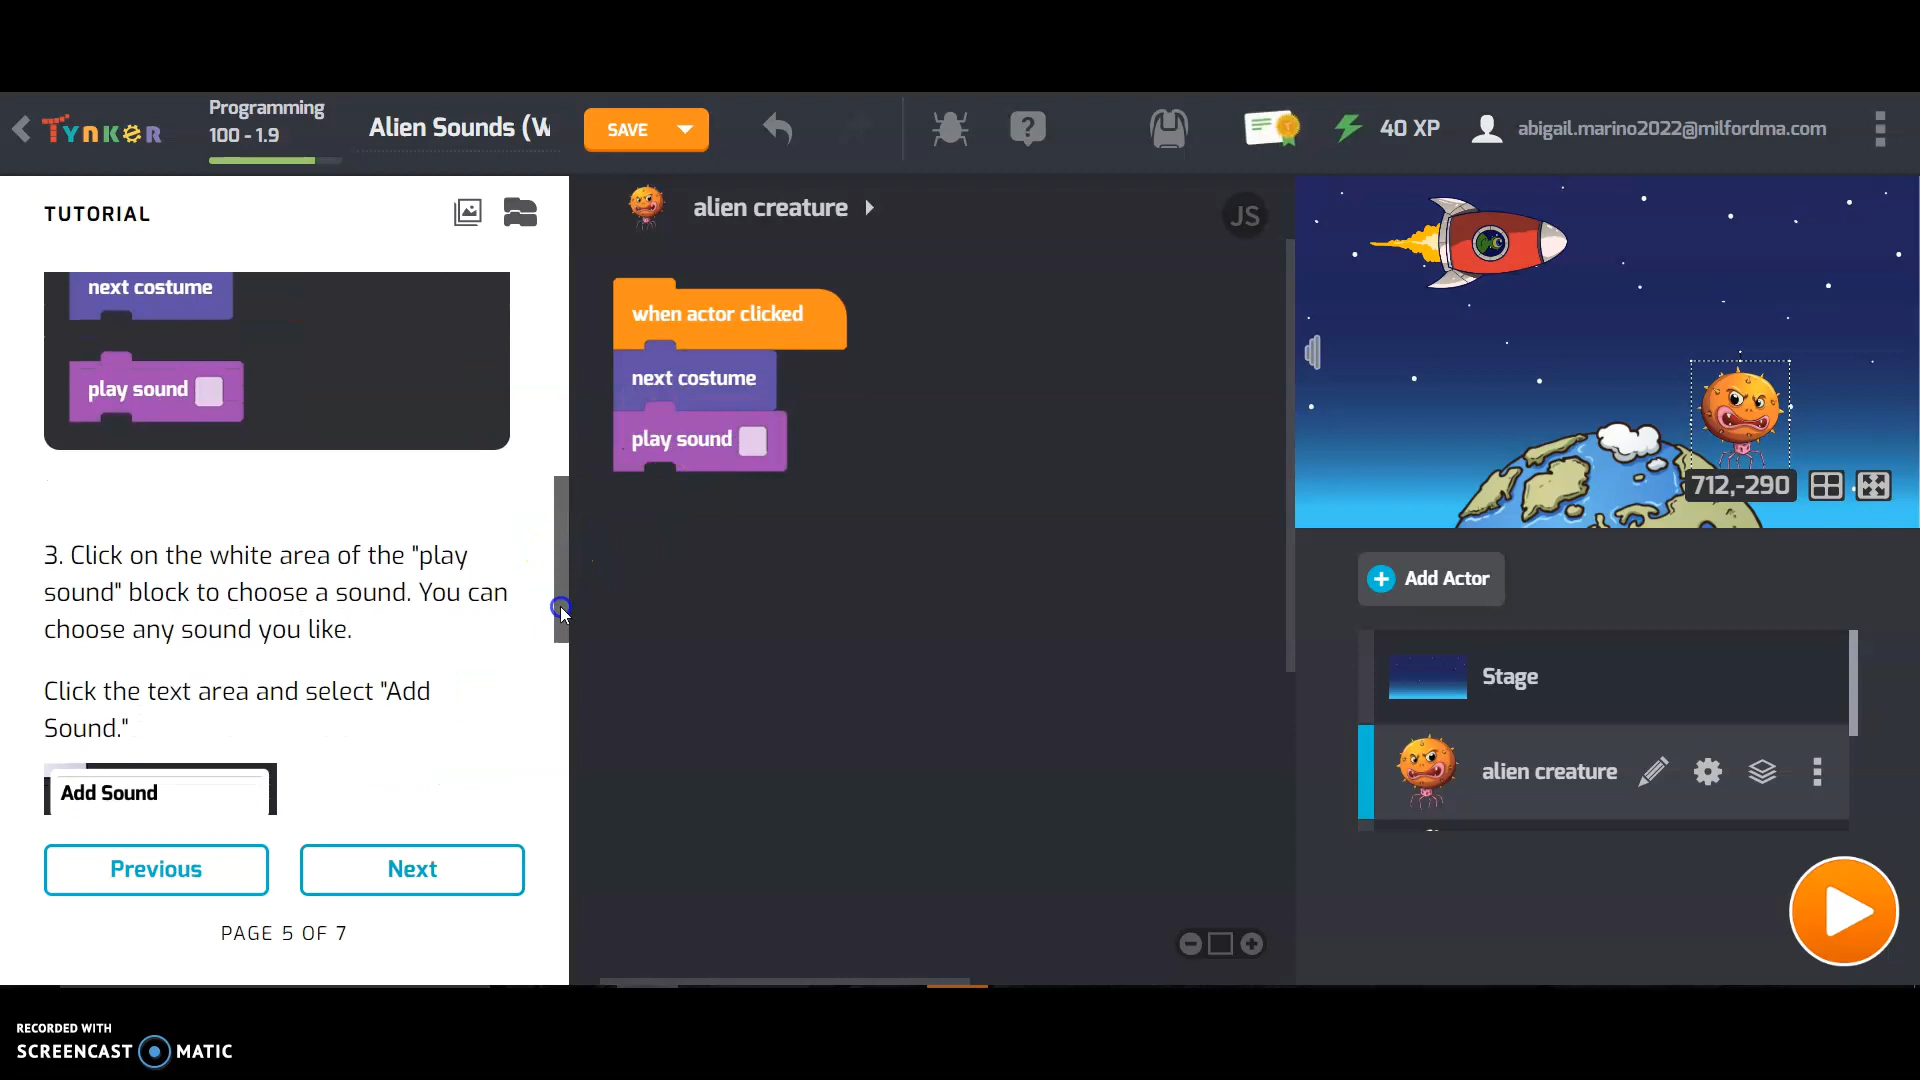 TYNKER
Programming
100 - 1.9
Alien Sounds (W
SAVE
?
40 XP
abigail.marino2022@milfordma.com
TUTORIAL
next costume
play sound
3. Click on the white area of the "play
sound" block to choose a sound. You can
choose any sound you like.
Click the text area and select "Add
Sound."
Add Sound
Previous
Next
PAGE 5 OF 7
alien creature
JS
when actor clicked
next costume
play sound
712,-290
Add Actor
Stage
alien creature
RECORDED WITH
SCREENCAST MATIC